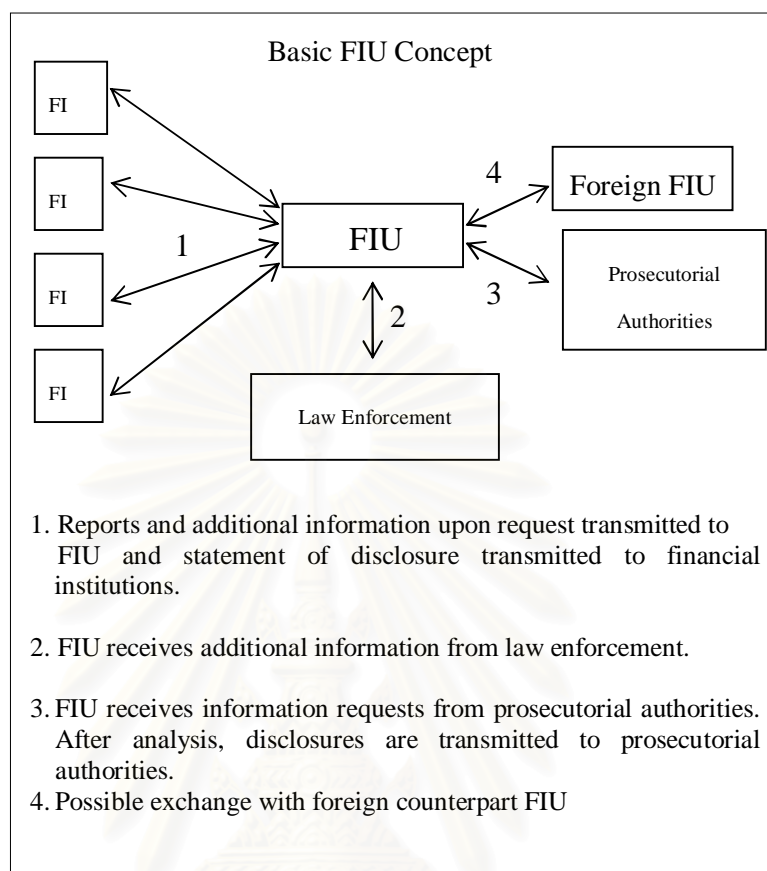 Basic FIU Concept
FI
FI
FI
FI
1
FIU
4
Foreign FIU
3
Prosecutorial
Authorities
2
Law Enforcement
1. Reports and additional information upon request transmitted to
FIU and statement of disclosure transmitted to financial
institutions.
2. FIU receives additional information from law enforcement.
3. FIU receives information requests from prosecutorial authorities.
After analysis, disclosures are transmitted to prosecutorial
authorities.
4. Possible exchange with foreign counterpart FIU